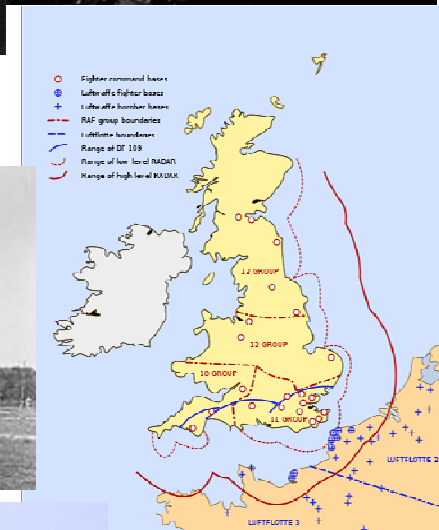 Fighter command bases
Luftwaffe fighter bases
Luftwaffe bomber bases
RAF group boundaries
Luftflotte boundaries
Range of Bf 109
Range of low level RADAR
Range of high level RADAR
13 GROUP
12 GROUP
10 GROUP
11 GROUP
LUFTFLOTTE 2
LUFTFLOTTE 3